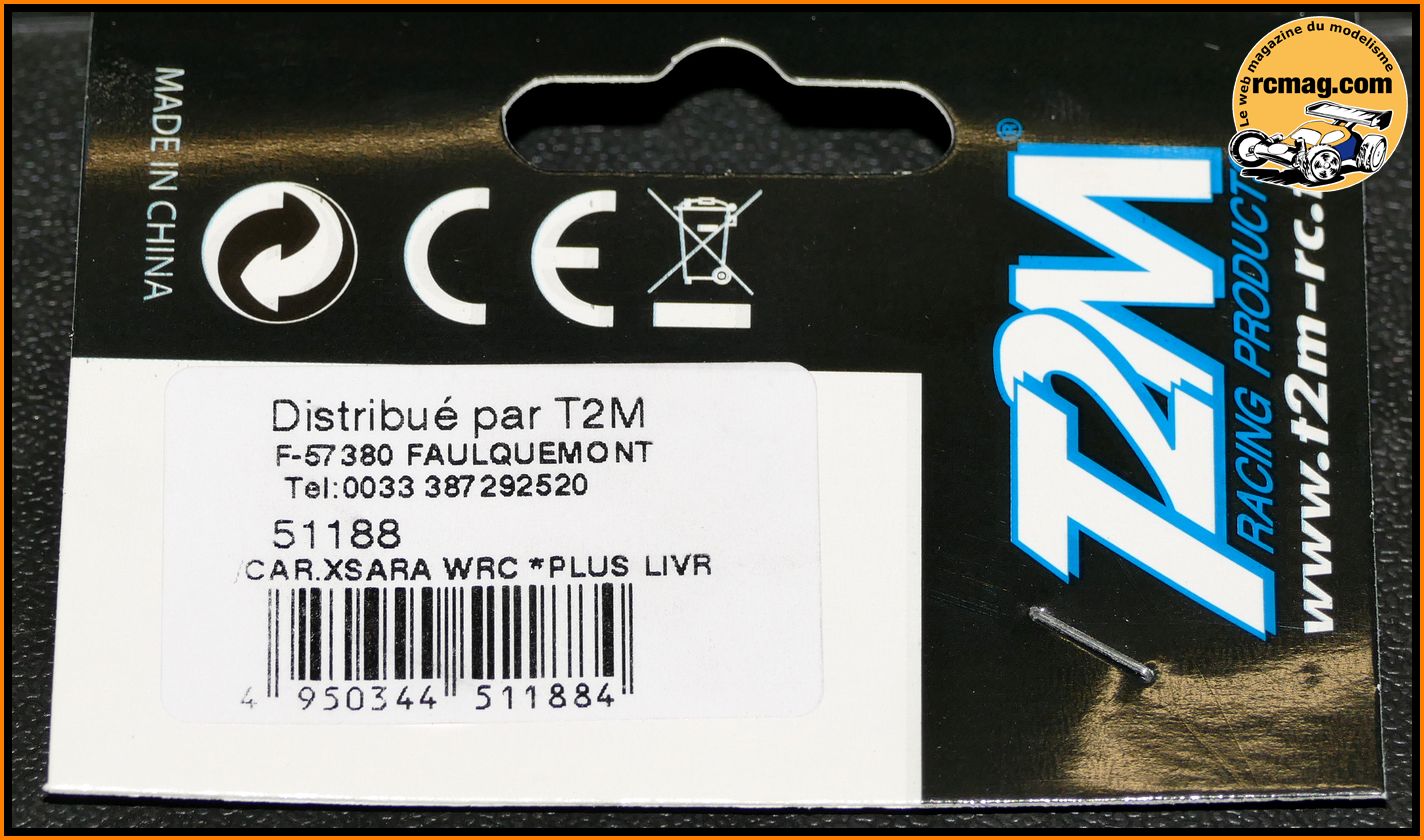 MADE IN CHINA
CE
Distribué par T2M
F-57380 FAULQUEMONT
Tel:0033 387292520
51188
CAR.XSARA WRC *PLUS LIVR
4 950344 511884
T2M®
RACING PRODUCT
www.t2m-rc.
Le web magazine du modelisme
rcmag.com